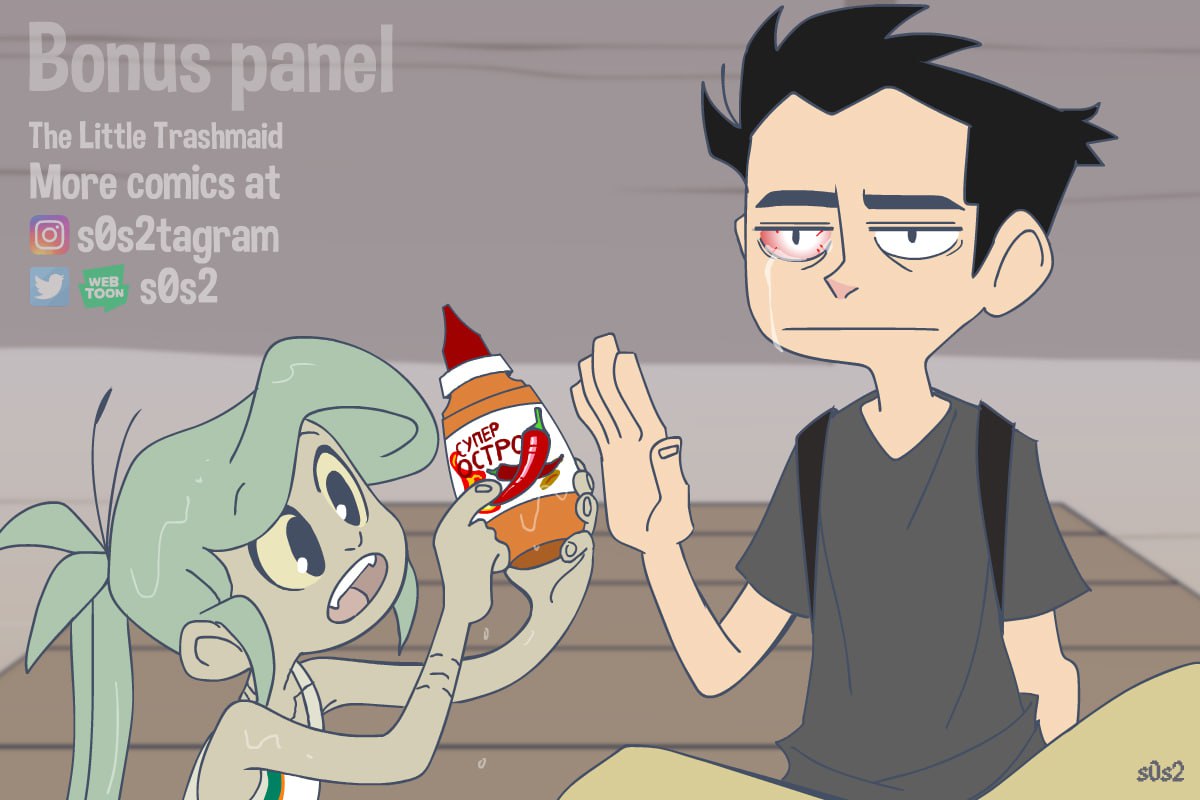 Bonus panel
The Little Trashmaid
More comics at
s0s2tagram
WEB
TOON
s0s2
СУПЕР
ОСТРО
s0s2